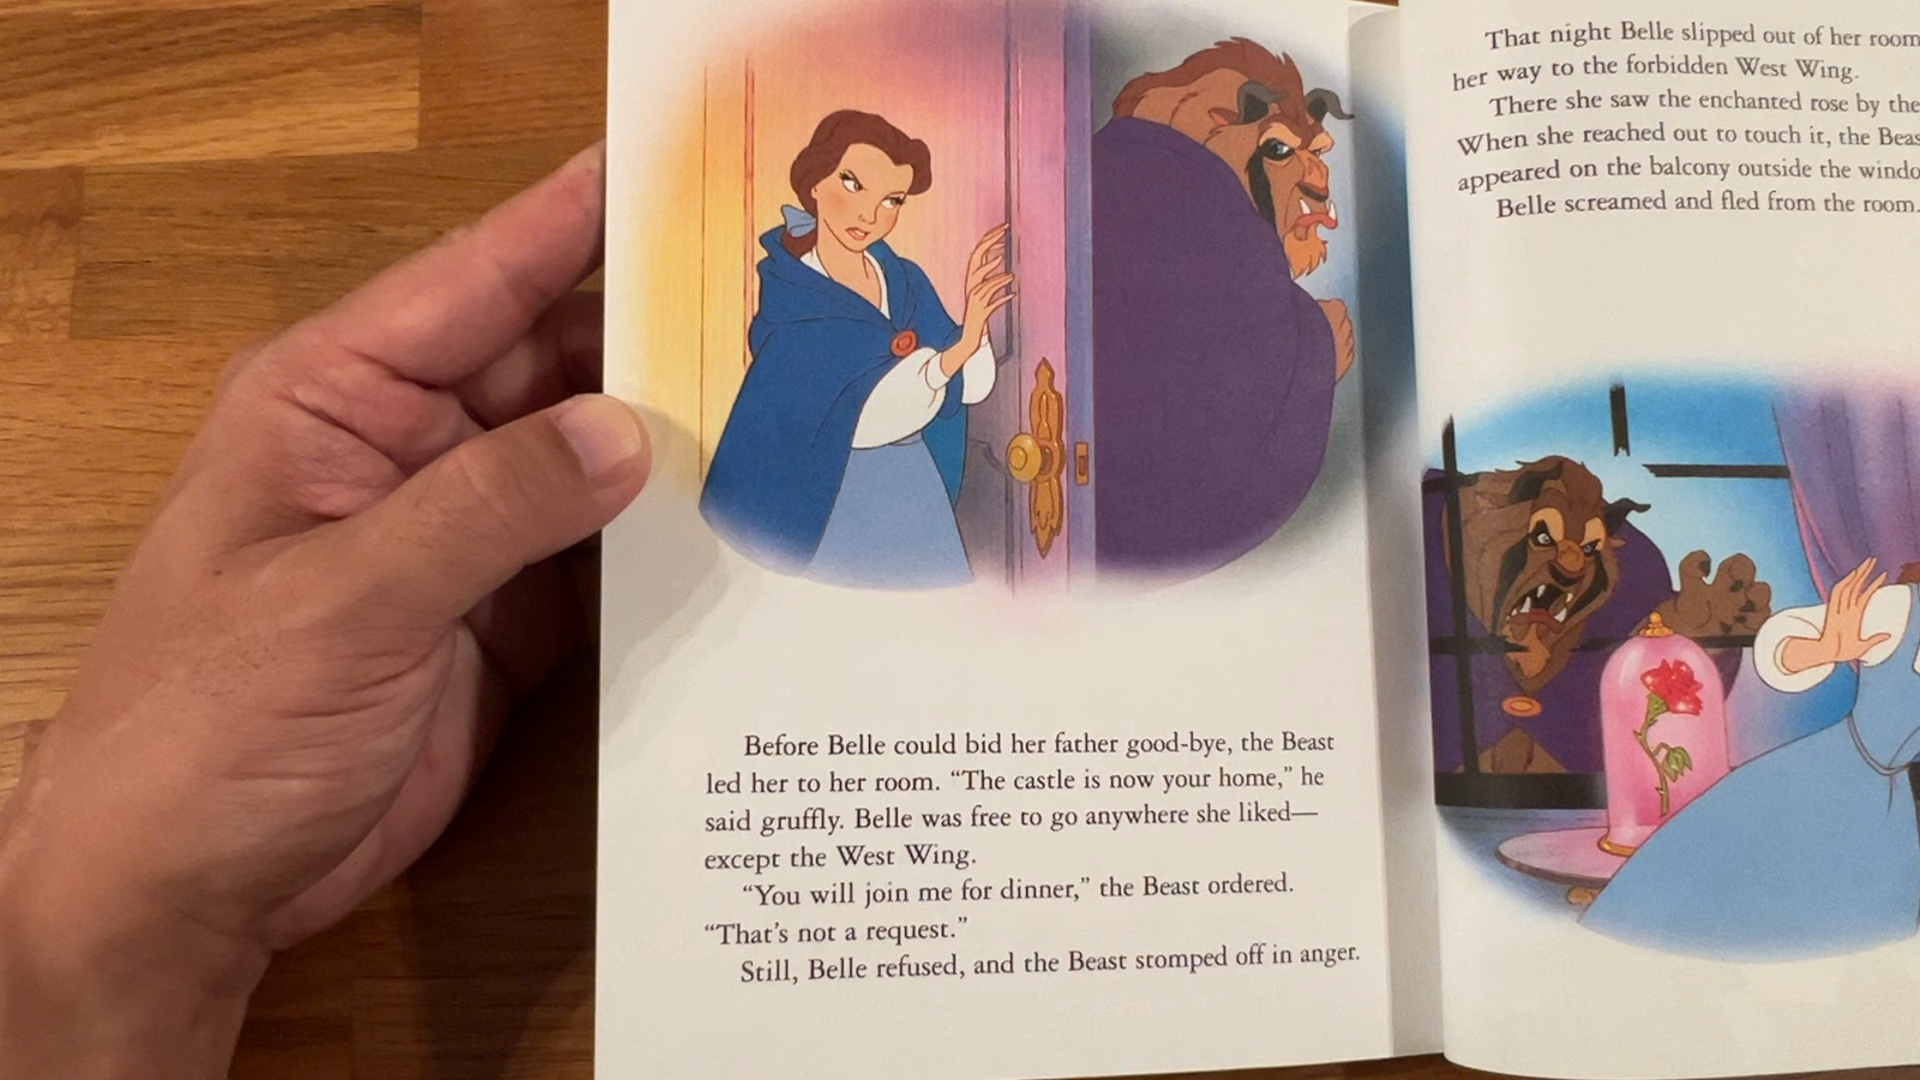 Before Belle could bid her father good-bye, the Beast
led her to her room. “The castle is now your home,” he
said gruffly. Belle was free to go anywhere she liked—
except the West Wing.
“You will join me for dinner,” the Beast ordered.
“That’s not a request.”
Still, Belle refused, and the Beast stomped off in anger.
That night Belle slipped out of her room
her way to the forbidden West Wing.
There she saw the enchanted rose by the
When she reached out to touch it, the
appeared on the balcony outside the
Belle screamed and fled from the room.